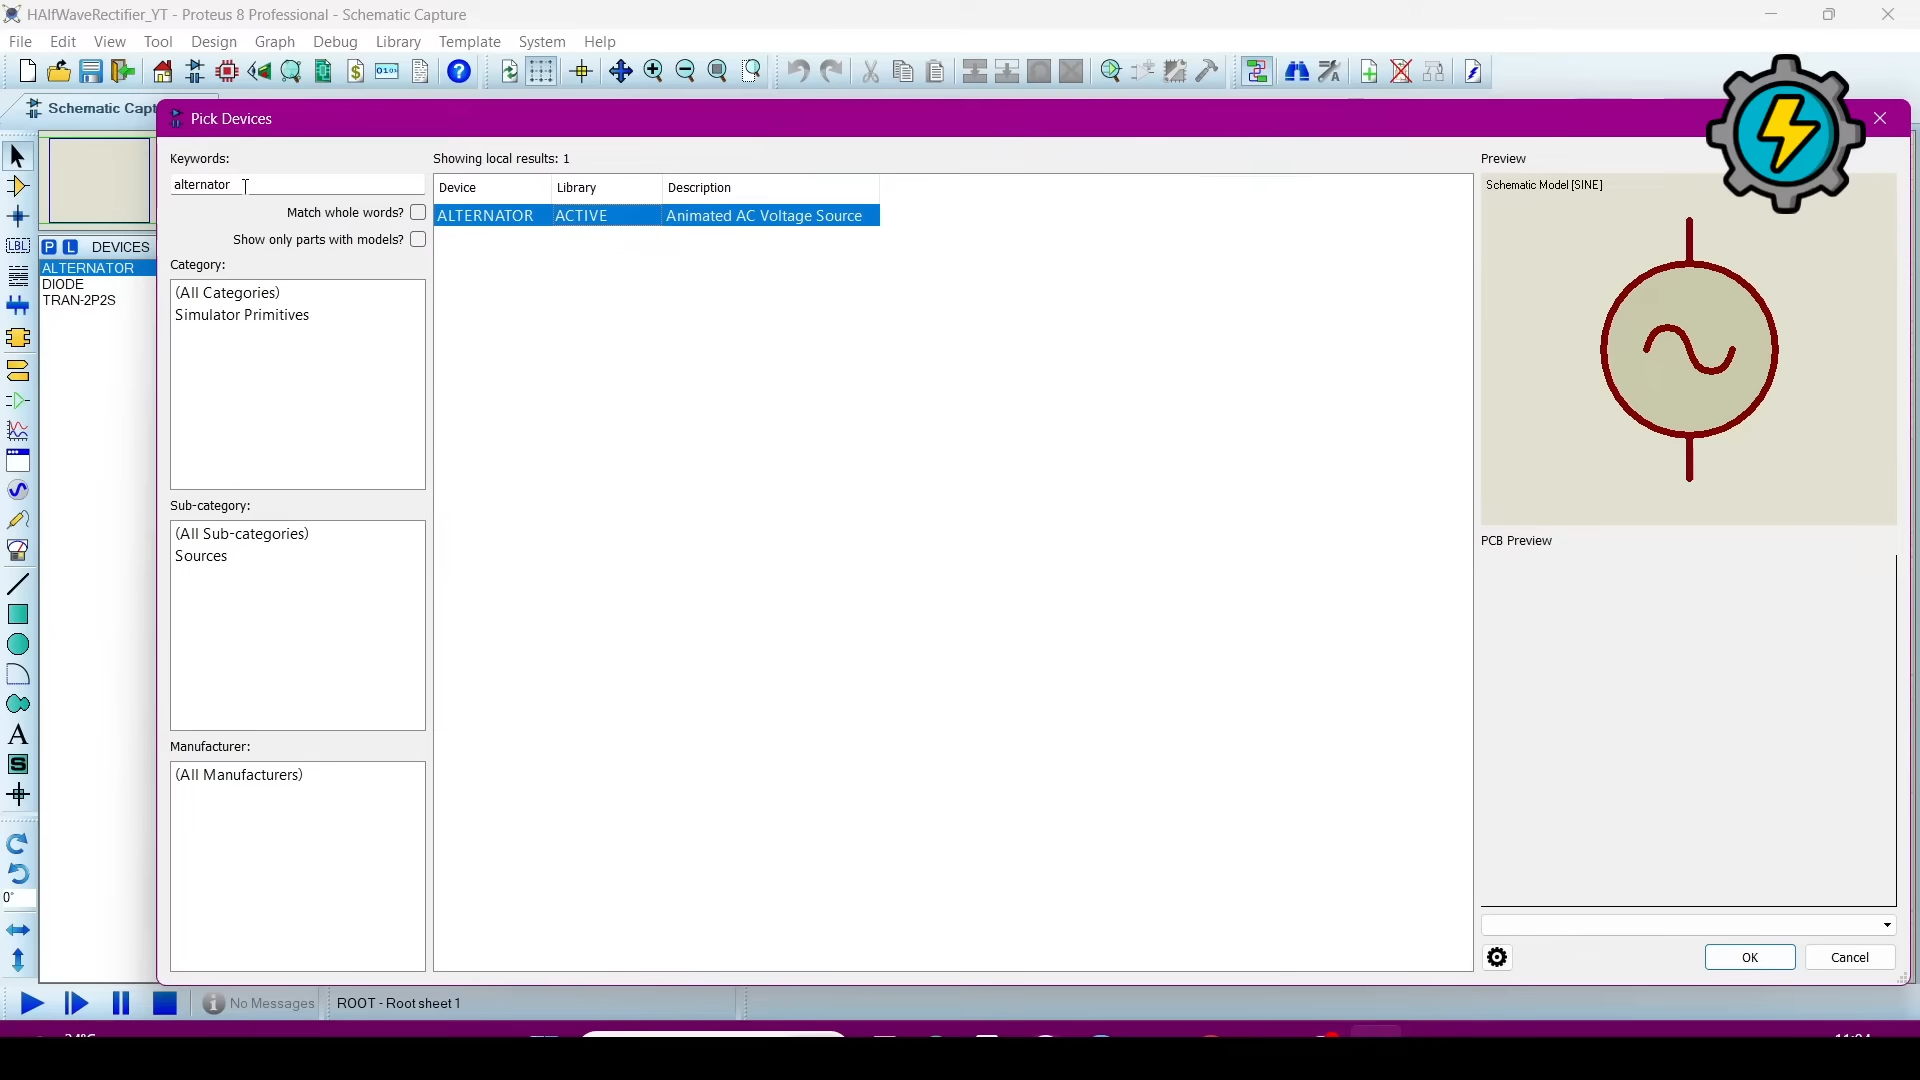 HAlfWaveRectifier_YT - Proteus 8 Professional - Schematic Capture
File Edit View Tool Design Graph Debug Library Template System Help
Schematic Capt
Pick Devices
Keywords:
alternator
Match whole words?
Show only parts with models?
Category:
(All Categories)
Simulator Primitives
Sub-category:
(All Sub-categories)
Sources
Manufacturer:
(All Manufacturers)
Showing local results: 1
Device Library Description
ALTERNATOR ACTIVE Animated AC Voltage Source
Preview
Schematic Model [SINE]
PCB Preview
OK Cancel
P L DEVICES
ALTERNATOR
DIODE
TRAN-2P2S
LBL
A
S
0°
No Messages
ROOT - Root sheet 1